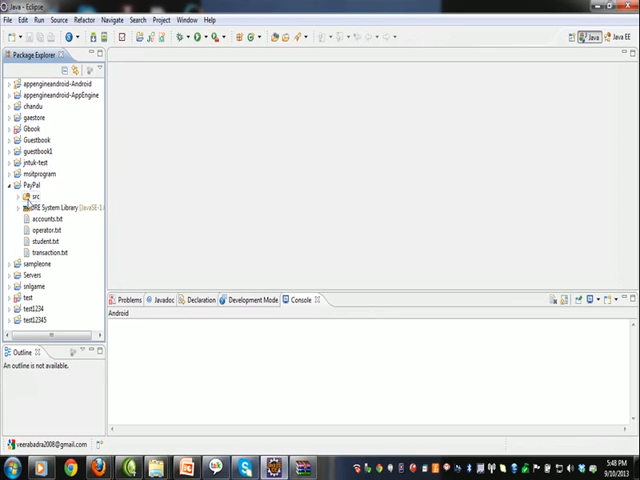 Java - Eclipse
File Edit Source Refactor Navigate Search Project Window Help
Java Java EE
Package Explorer
appengineandroid-Android
appengineandroid-AppEngine
chandu
gaestore
Gbook
Guestbook
guestbook1
jntuk-test
msitprogram
PayPal
src
JRE System Library [JavaSE-1.
accounts.txt
operator.txt
student.txt
transaction.txt
sampleone
Servers
snlgame
test
test1234
test12345
Problems Javadoc Declaration Development Mode Console
Android
Outline
An outline is not available.
veerabadra2008@gmail.com
5:48 PM
9/10/2013